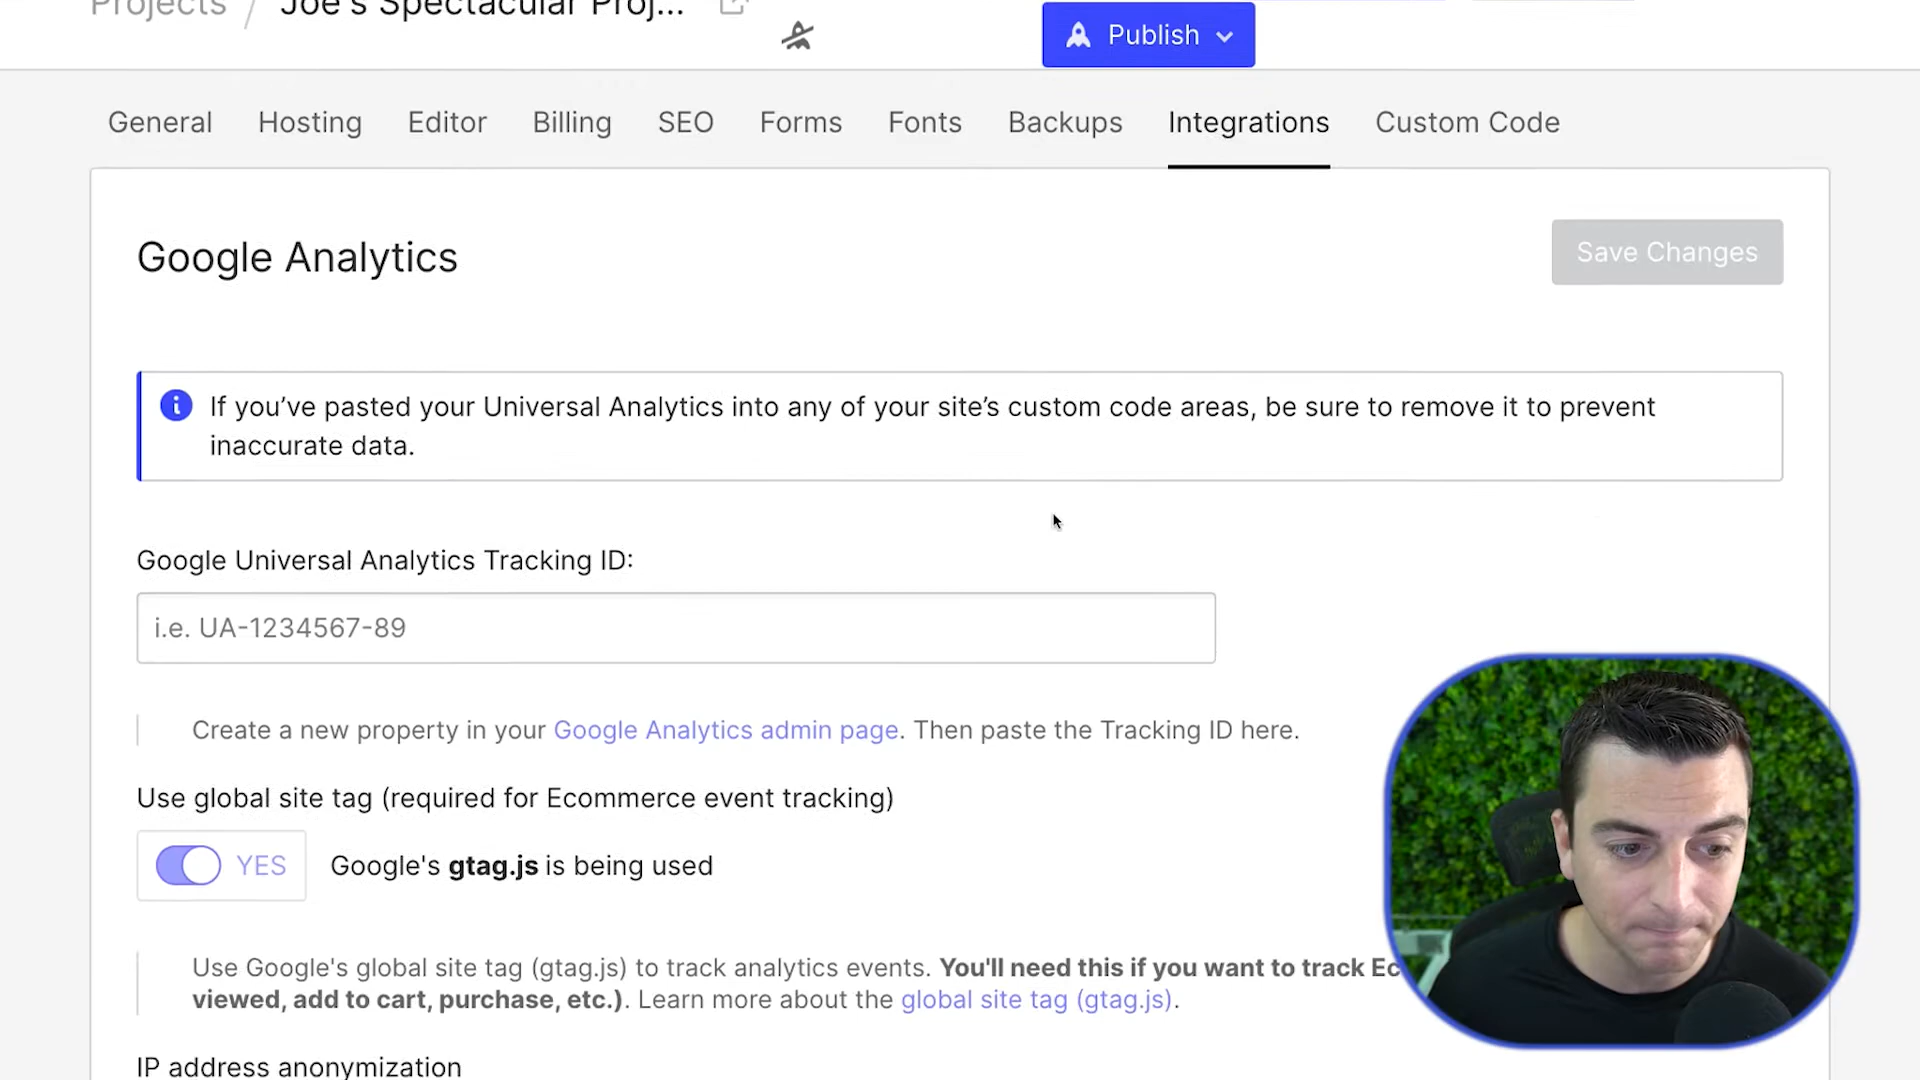 Projects / Joe's Spectacular Proj...
Publish
General Hosting Editor Billing SEO Forms Fonts Backups Integrations Custom Code
Google Analytics
Save Changes
If you’ve pasted your Universal Analytics into any of your site’s custom code areas, be sure to remove it to prevent
inaccurate data.
Google Universal Analytics Tracking ID:
i.e. UA-1234567-89
Create a new property in your Google Analytics admin page. Then paste the Tracking ID here.
Use global site tag (required for Ecommerce event tracking)
YES Google's gtag.js is being used
Use Google's global site tag (gtag.js) to track analytics events. You'll need this if you want to track Ec
viewed, add to cart, purchase, etc.). Learn more about the global site tag (gtag.js).
IP address anonymization